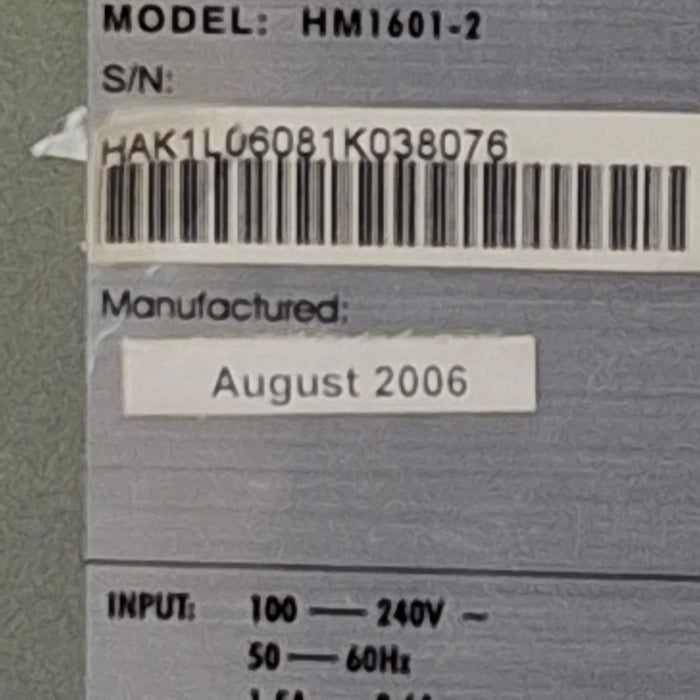 MODEL: HM1601-2
S/N:
HAK1L06081K038076
Manufactured:
August 2006
INPUT: 100 — 240V ~
50 — 60Hz